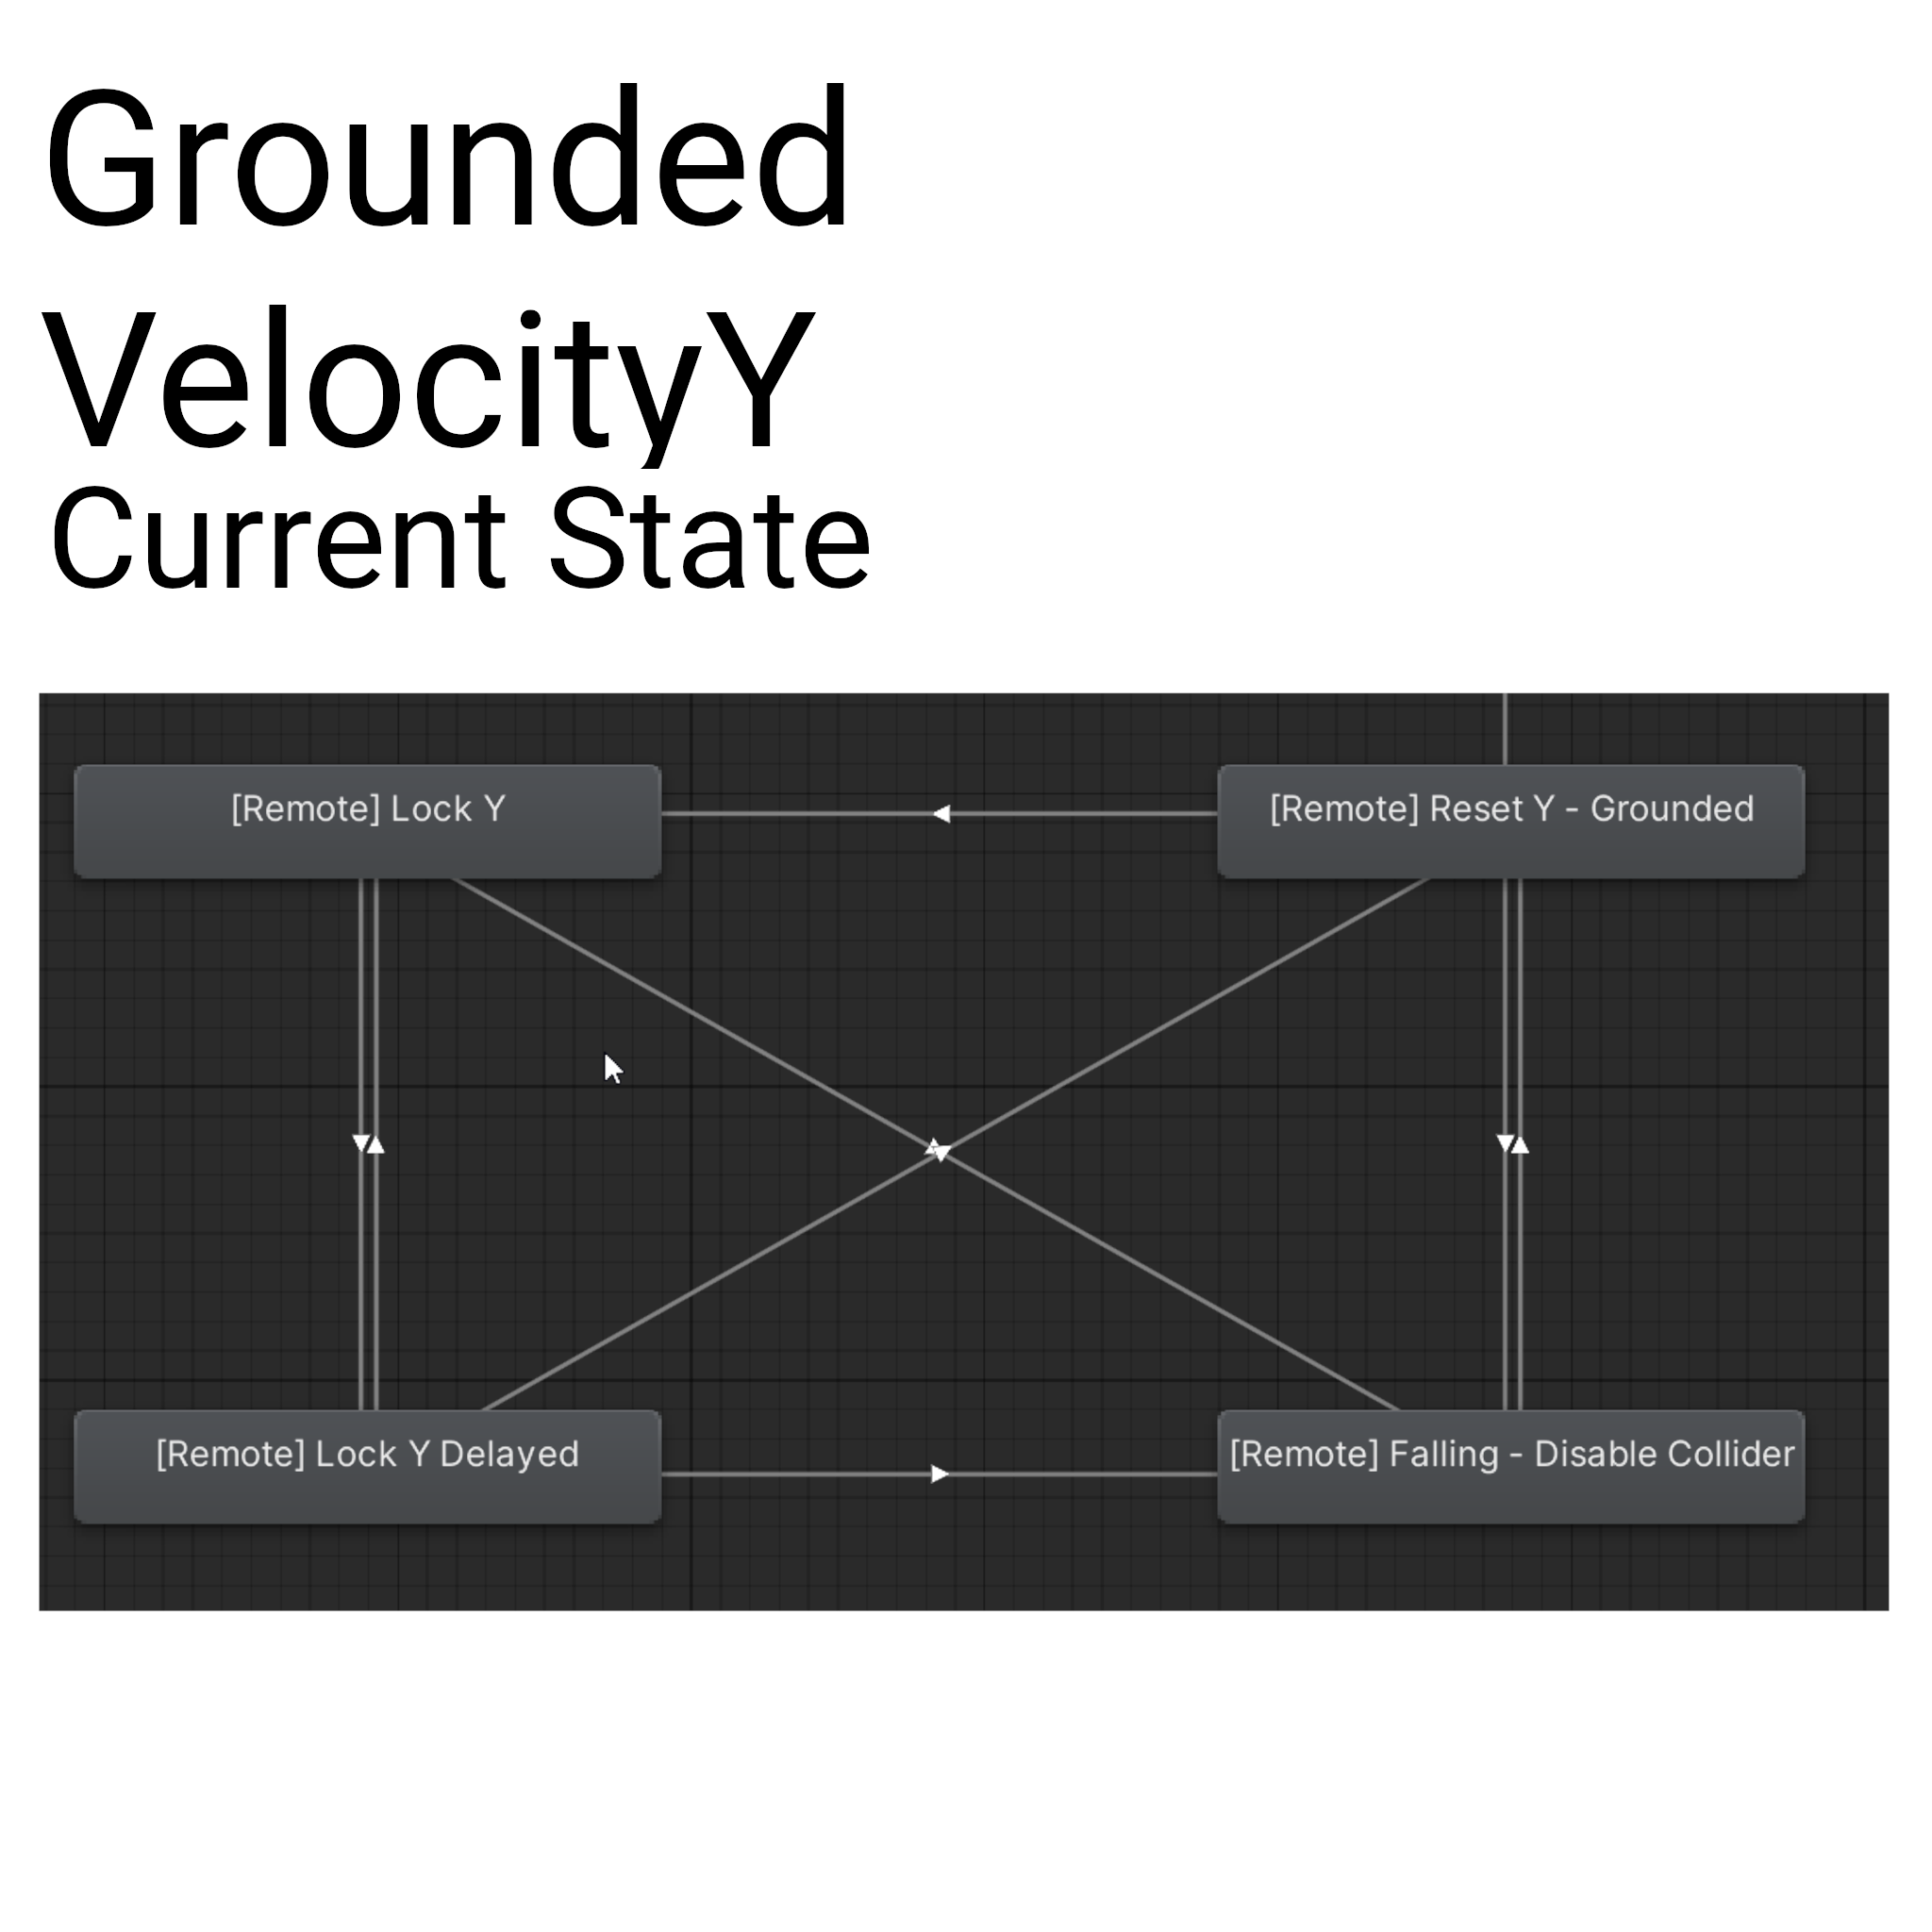 Grounded
VelocityY
Current State
[Remote] Lock Y
[Remote] Reset Y - Grounded
[Remote] Lock Y Delayed
[Remote] Falling - Disable Collider